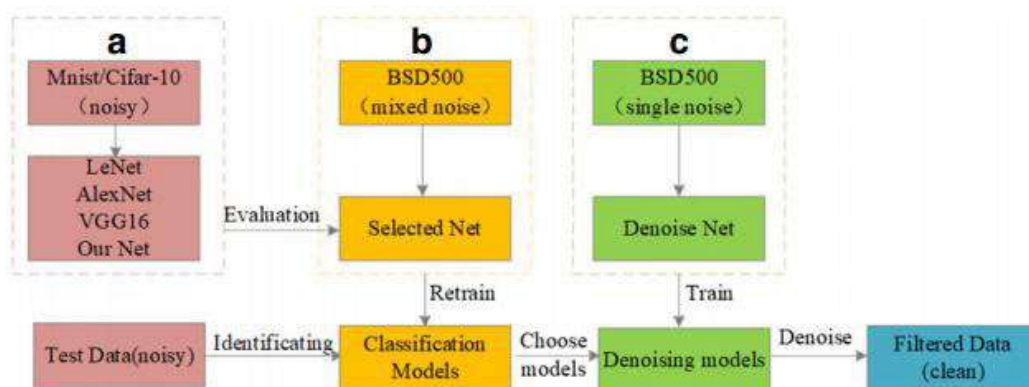 a
Mnist/Cifar-10
（noisy）
LeNet
AlexNet
VGG16
Our Net
Evaluation
b
BSD500
（mixed noise）
Selected Net
Retrain
c
BSD500
（single noise）
Denoise Net
Train
Test Data(noisy)
Identificating
Classification
Models
Choose
models
Denoising models
Denoise
Filtered Data
(clean)